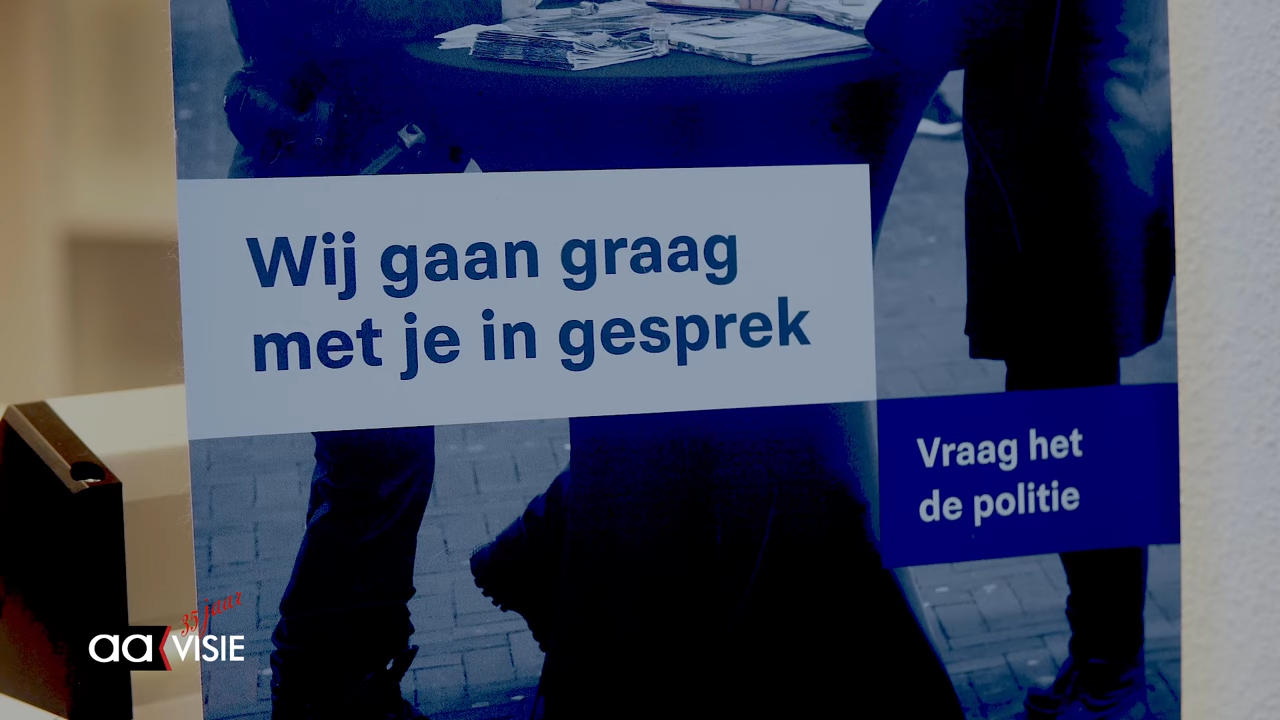 Wij gaan graag
met je in gesprek
Vraag het
de politie
35 jaar
aa VISIE